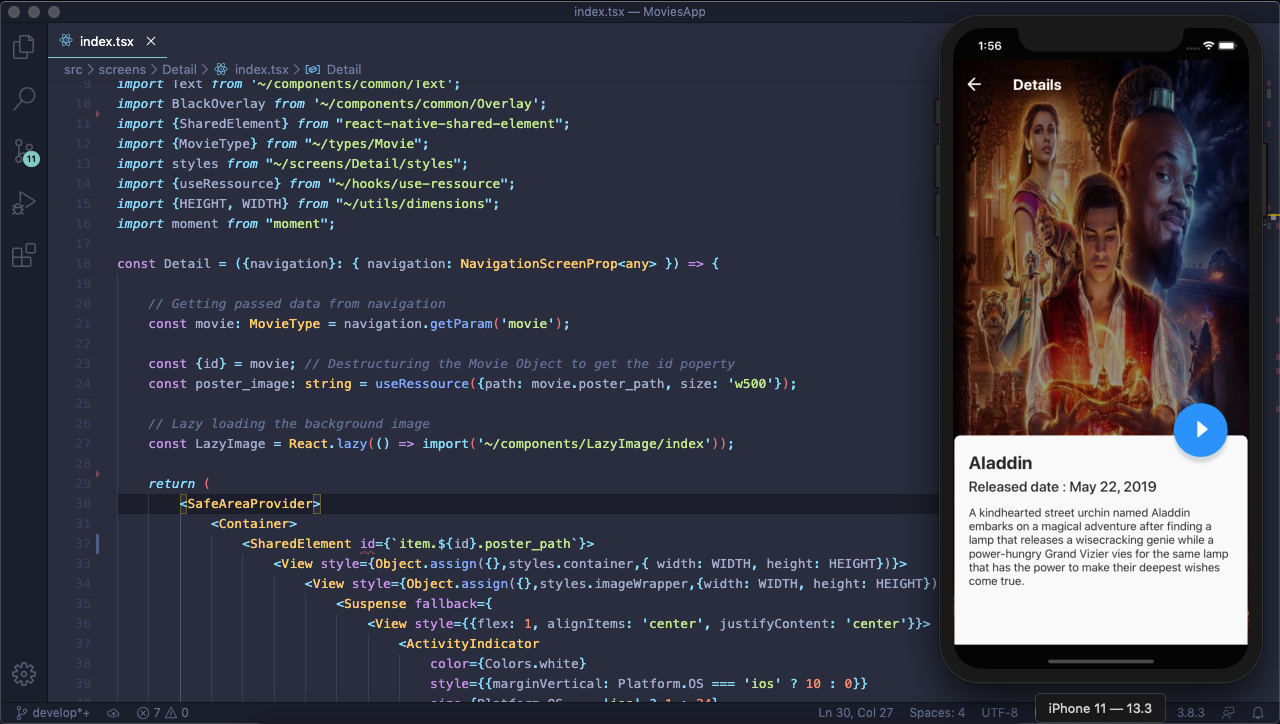 index.tsx — MoviesApp
index.tsx
src > screens > Detail > index.tsx > Detail
9 import Text from '~/components/common/Text';
10 import BlackOverlay from '~/components/common/Overlay';
11 import {SharedElement} from "react-native-shared-element";
12 import {MovieType} from "~/types/Movie";
13 import styles from "~/screens/Detail/styles";
14 import {useRessource} from "~/hooks/use-ressource";
15 import {HEIGHT, WIDTH} from "~/utils/dimensions";
16 import moment from "moment";
17
18 const Detail = ({navigation}: { navigation: NavigationScreenProp<any> }) => {
19
20 // Getting passed data from navigation
21 const movie: MovieType = navigation.getParam('movie');
22
23 const {id} = movie; // Destructuring the Movie Object to get the id poperty
24 const poster_image: string = useRessource({path: movie.poster_path, size: 'w500'});
25
26 // Lazy loading the background image
27 const LazyImage = React.lazy(() => import('~/components/LazyImage/index'));
28
29 return (
30 <SafeAreaProvider>
31 <Container>
32 <SharedElement id={`item.${id}.poster_path`}>
33 <View style={Object.assign({},styles.container,{ width: WIDTH, height: HEIGHT})}>
34 <View style={Object.assign({},styles.imageWrapper,{width: WIDTH, height: HEIGHT})
35 <Suspense fallback={
36 <View style={{flex: 1, alignItems: 'center', justifyContent: 'center'}}>
37 <ActivityIndicator
38 color={Colors.white}
39 style={{marginVertical: Platform.OS === 'ios' ? 10 : 0}}
11
1:56
Details
Aladdin
Released date : May 22, 2019
A kindhearted street urchin named Aladdin
embarks on a magical adventure after finding a
lamp that releases a wisecracking genie while a
power-hungry Grand Vizier vies for the same lamp
that has the power to make their deepest wishes
come true.
develop*+ 7 0 Ln 30, Col 27 Spaces: 4 UTF-8 3.8.3
iPhone 11 — 13.3